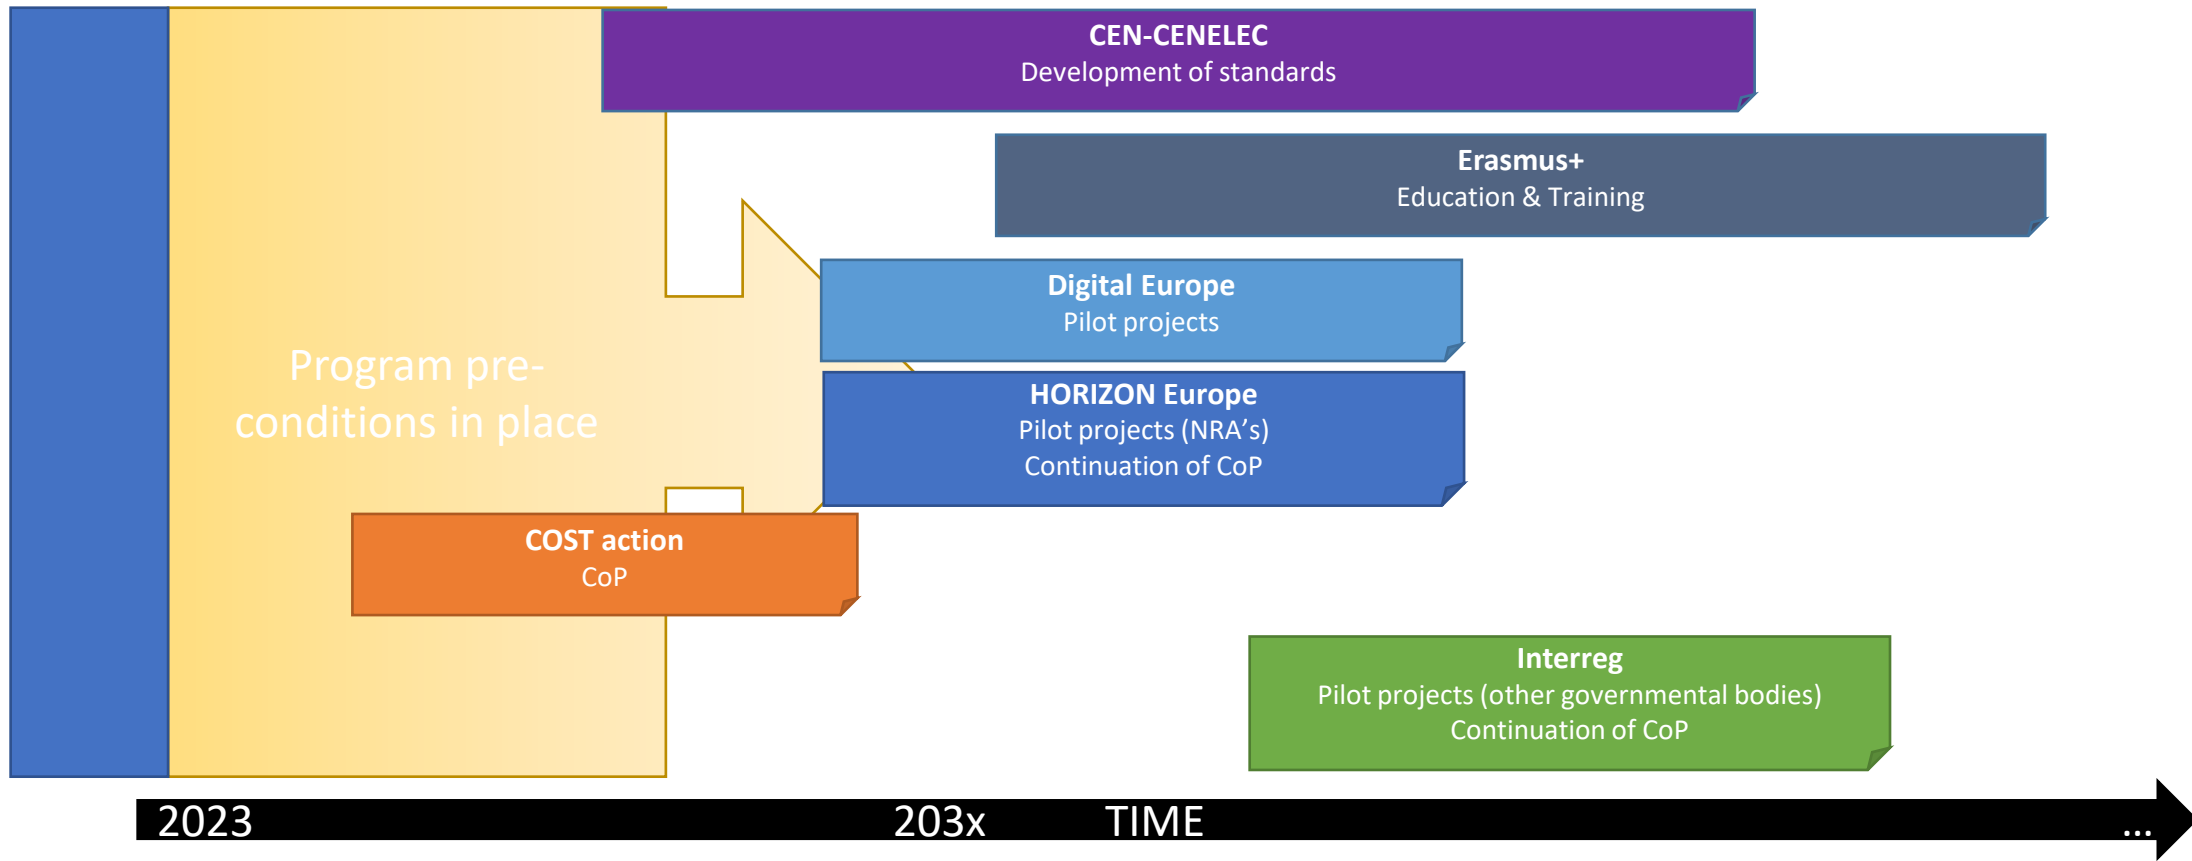 CEN-CENELEC
Development of standards
Erasmus+
Education & Training
Digital Europe
Pilot projects
Program pre-
conditions in place
HORIZON Europe
Pilot projects (NRA's)
Continuation of CoP
COST action
CoP
Interreg
Pilot projects (other governmental bodies)
Continuation of CoP
2023 203x TIME ...